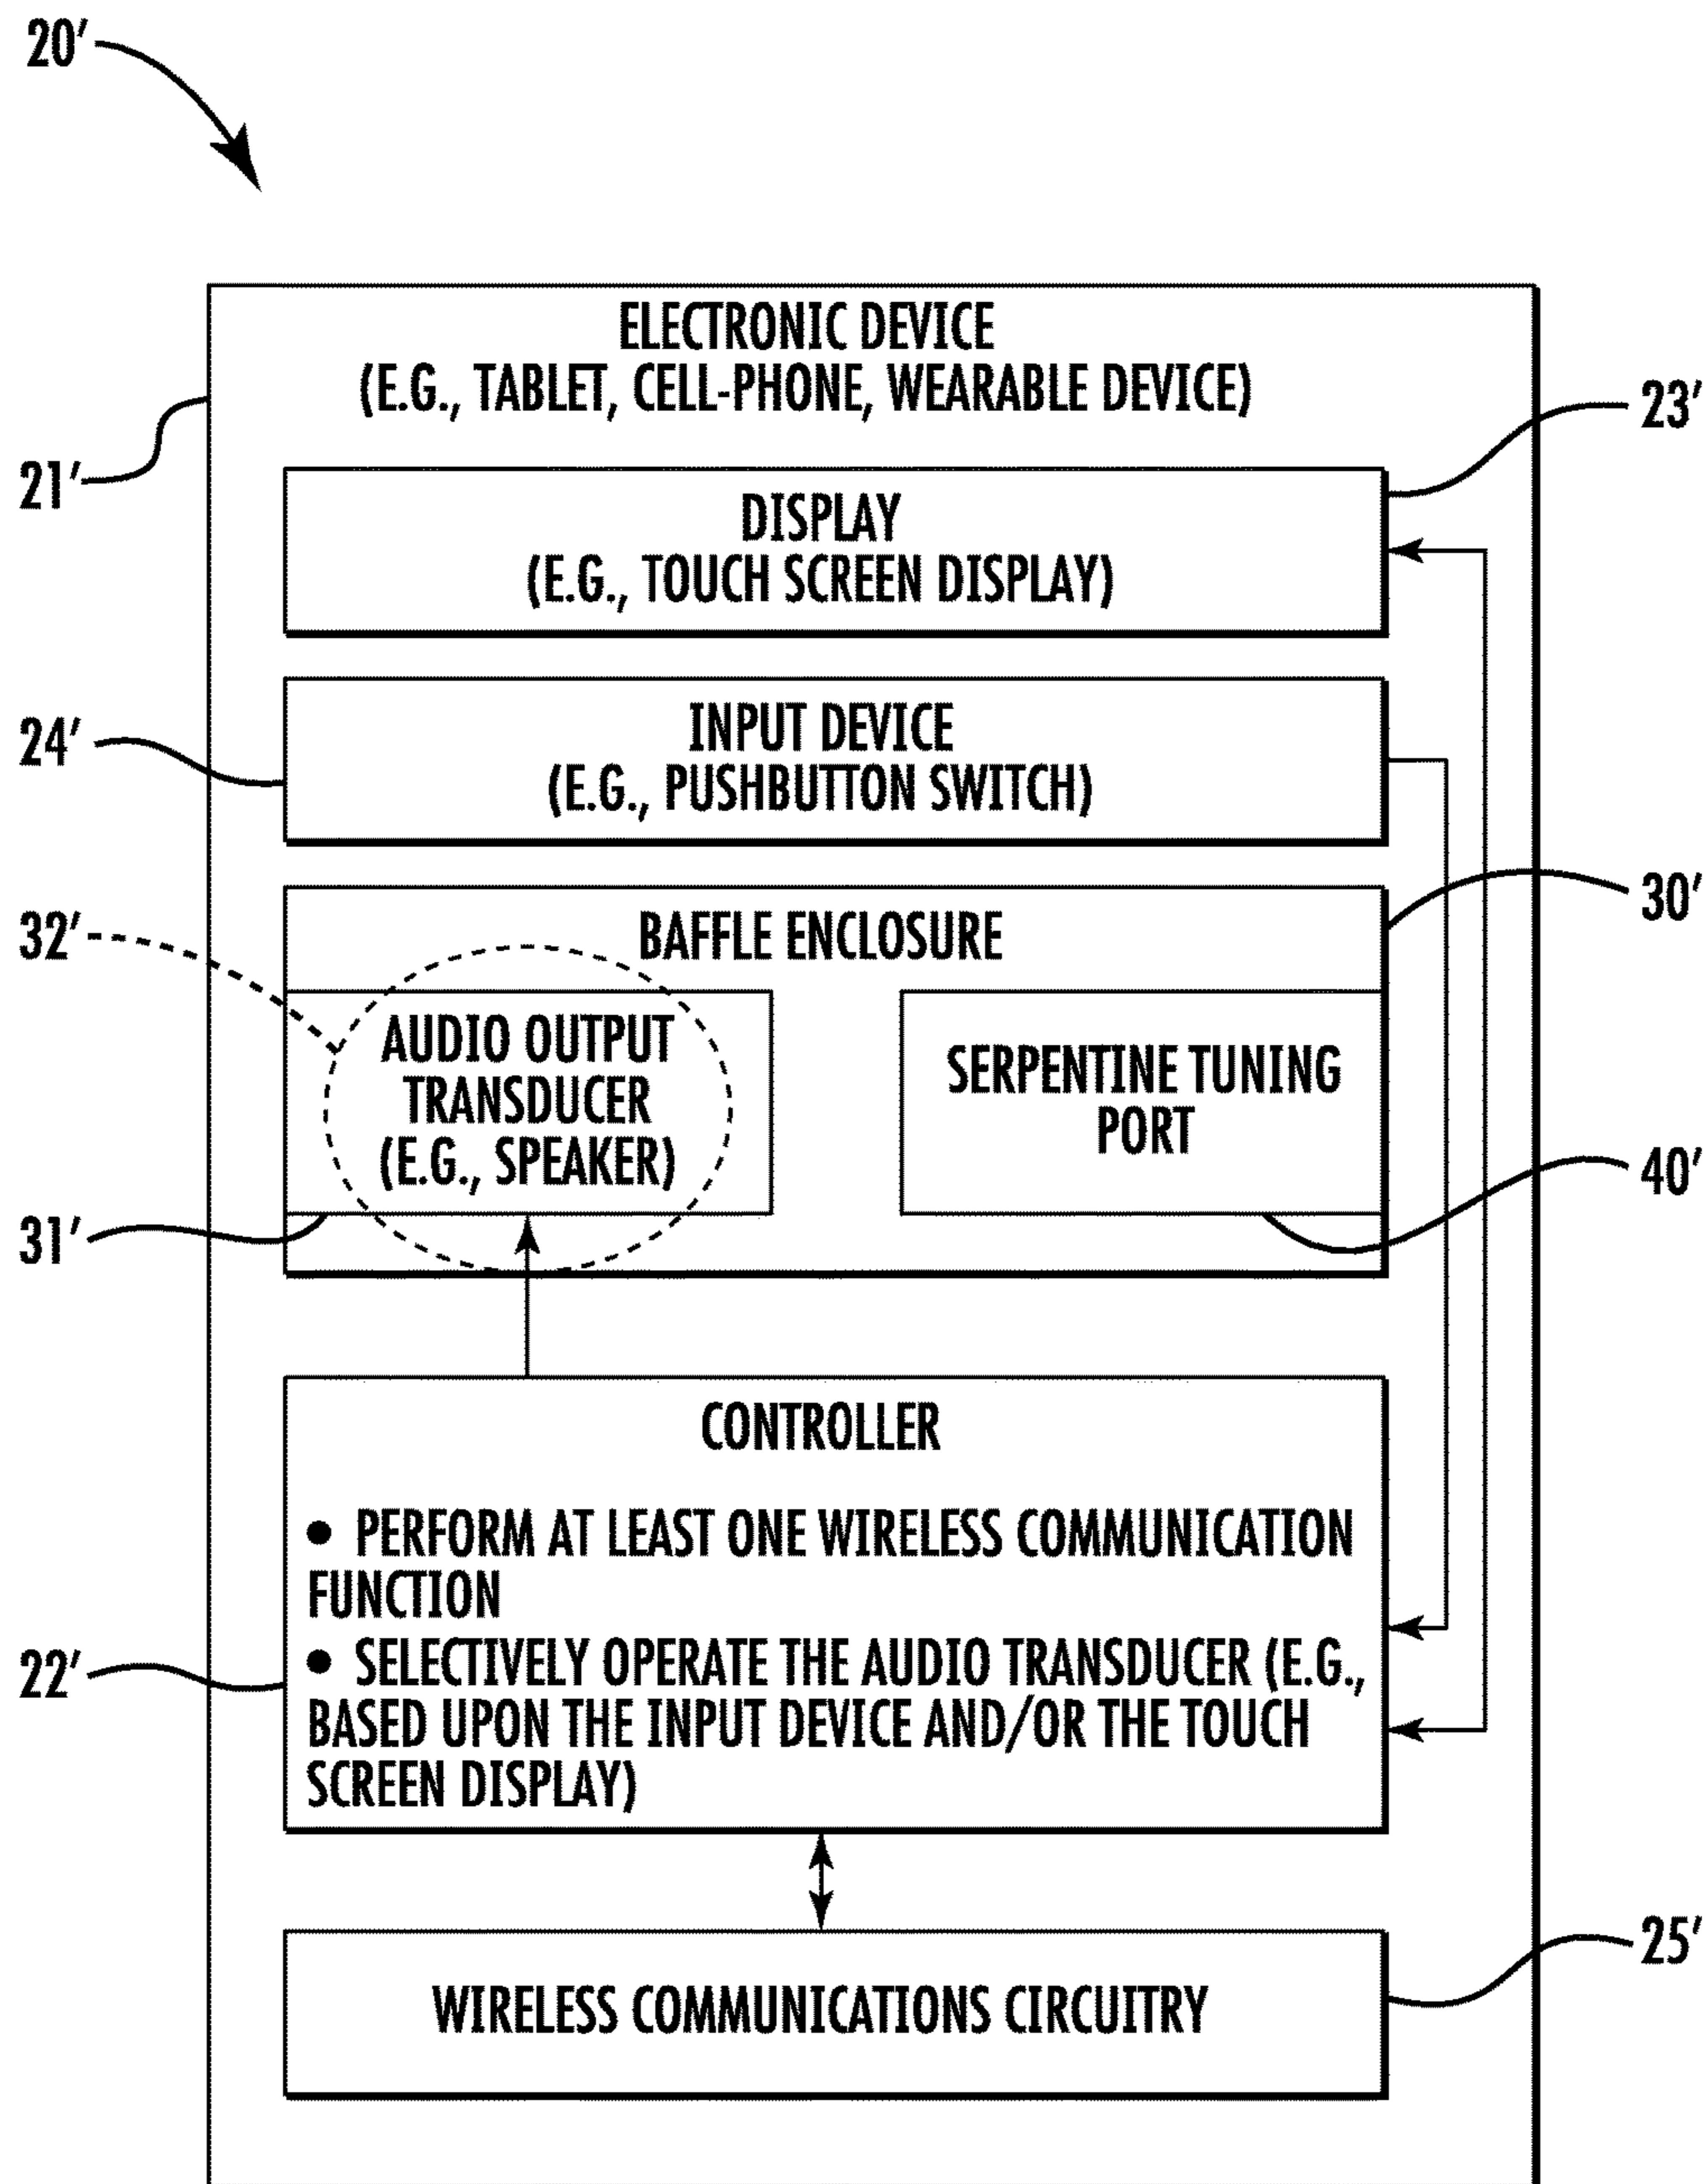 20′
ELECTRONIC DEVICE
(E.G., TABLET, CELL-PHONE, WEARABLE DEVICE)
23′
21′
DISPLAY
(E.G., TOUCH SCREEN DISPLAY)
24′
INPUT DEVICE
(E.G., PUSHBUTTON SWITCH)
30′
32′
BAFFLE ENCLOSURE
AUDIO OUTPUT
TRANSDUCER
(E.G., SPEAKER)
SERPENTINE TUNING
PORT
40′
31′
CONTROLLER
● PERFORM AT LEAST ONE WIRELESS COMMUNICATION
FUNCTION
● SELECTIVELY OPERATE THE AUDIO TRANSDUCER (E.G.,
BASED UPON THE INPUT DEVICE AND/OR THE TOUCH
SCREEN DISPLAY)
22′
25′
WIRELESS COMMUNICATIONS CIRCUITRY